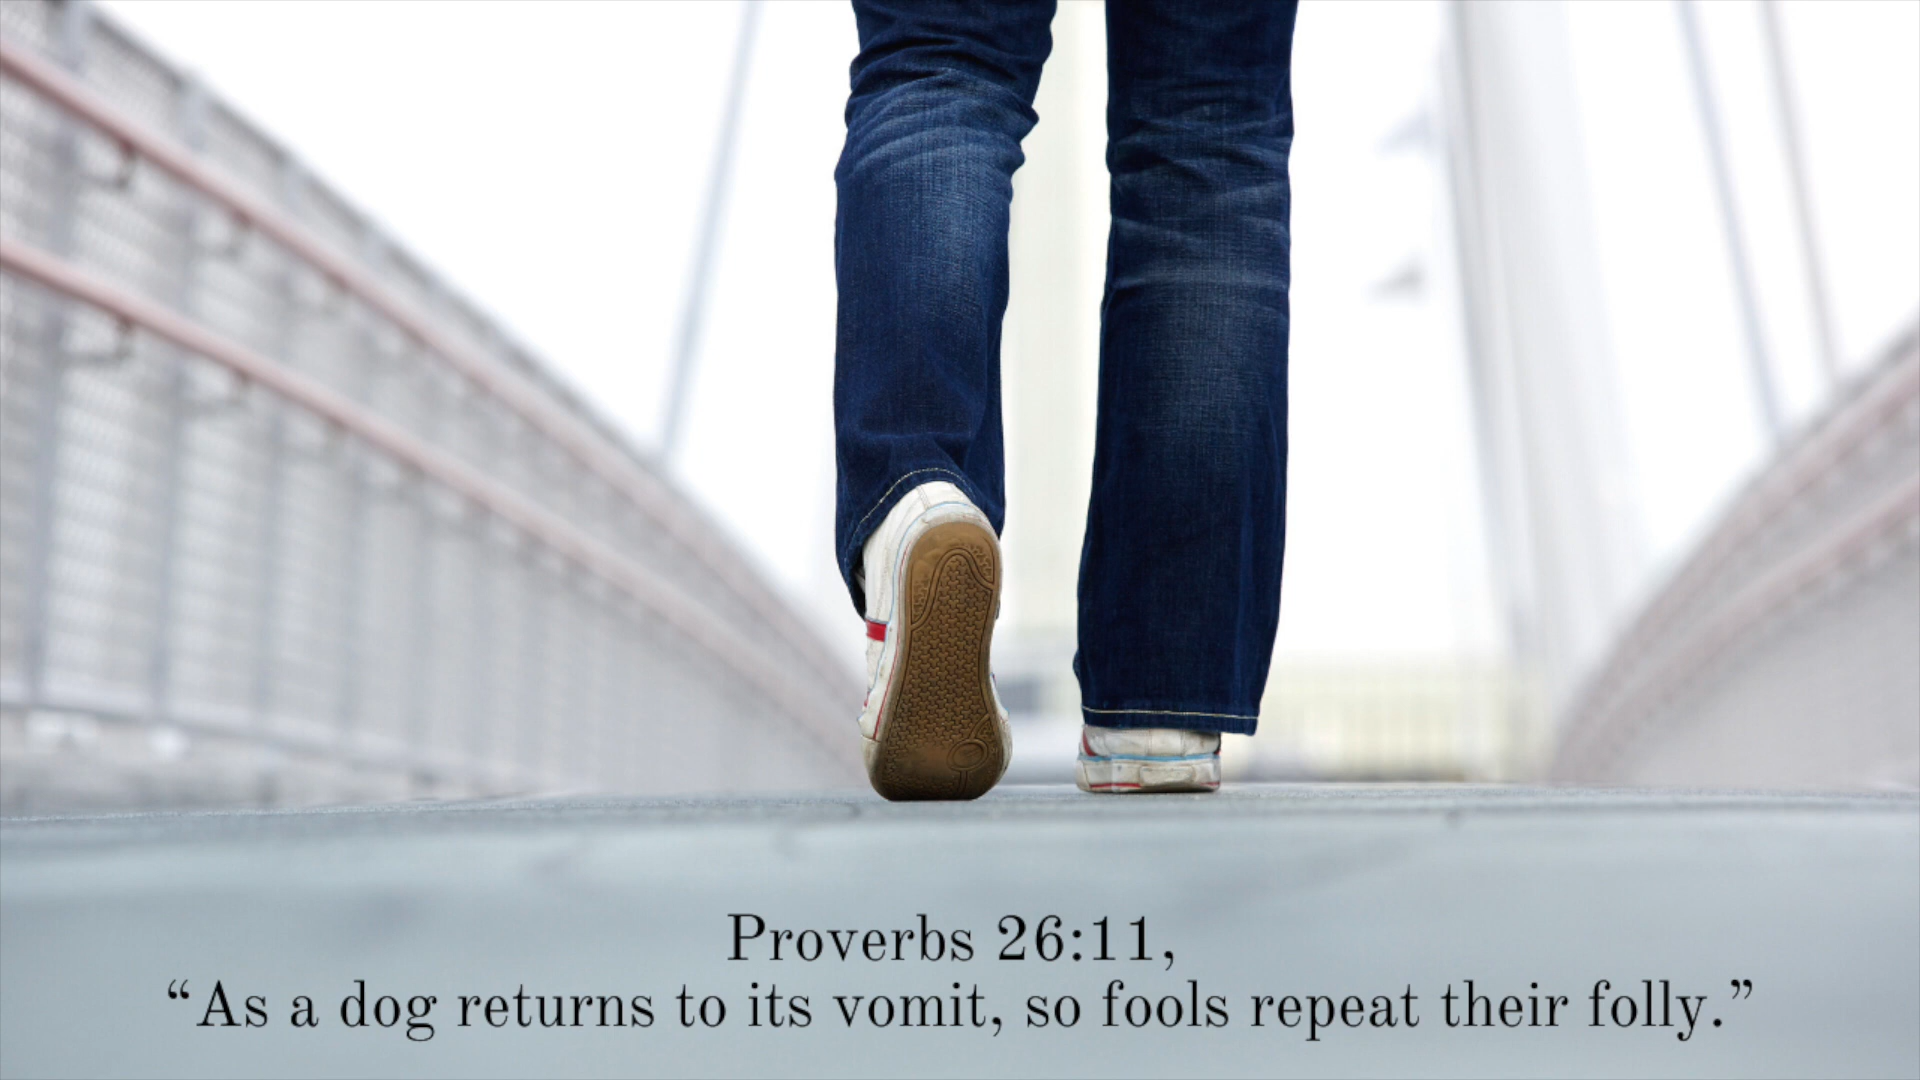 Proverbs 26:11,
“As a dog returns to its vomit, so fools repeat their folly.”